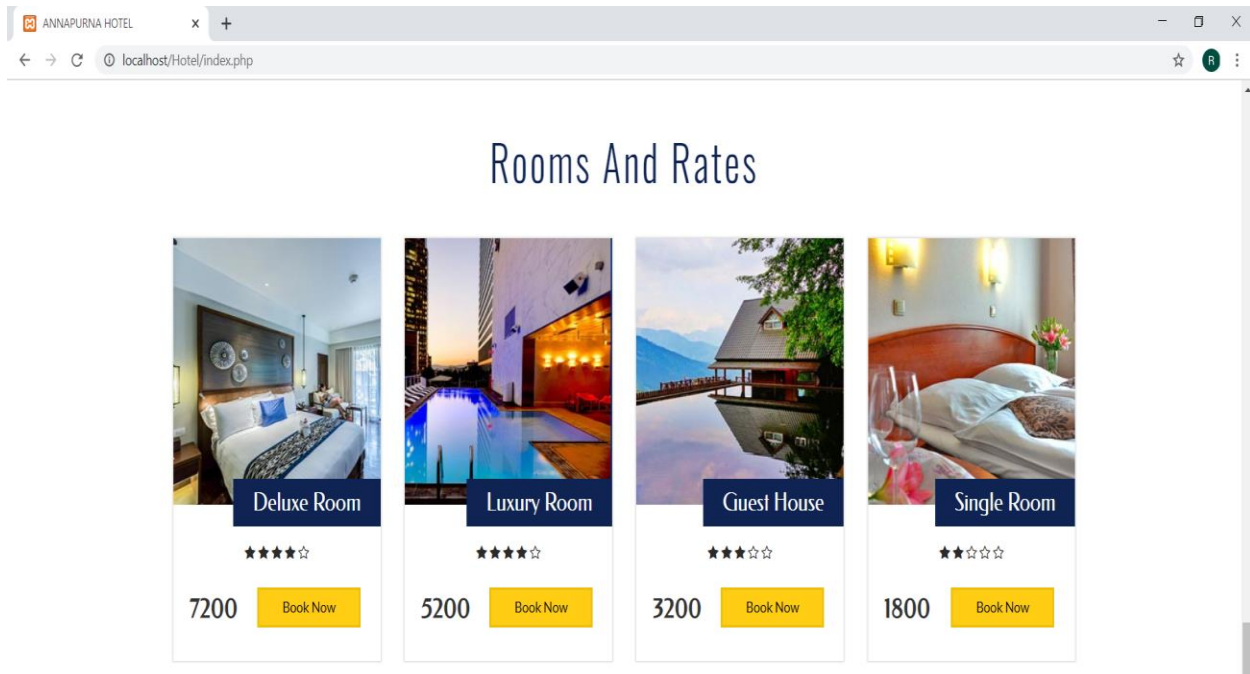 ANNAPURNA HOTEL
localhost/Hotel/index.php
R
Rooms And Rates
Deluxe Room
Luxury Room
Guest House
Single Room
7200 Book Now
5200 Book Now
3200 Book Now
1800 Book Now